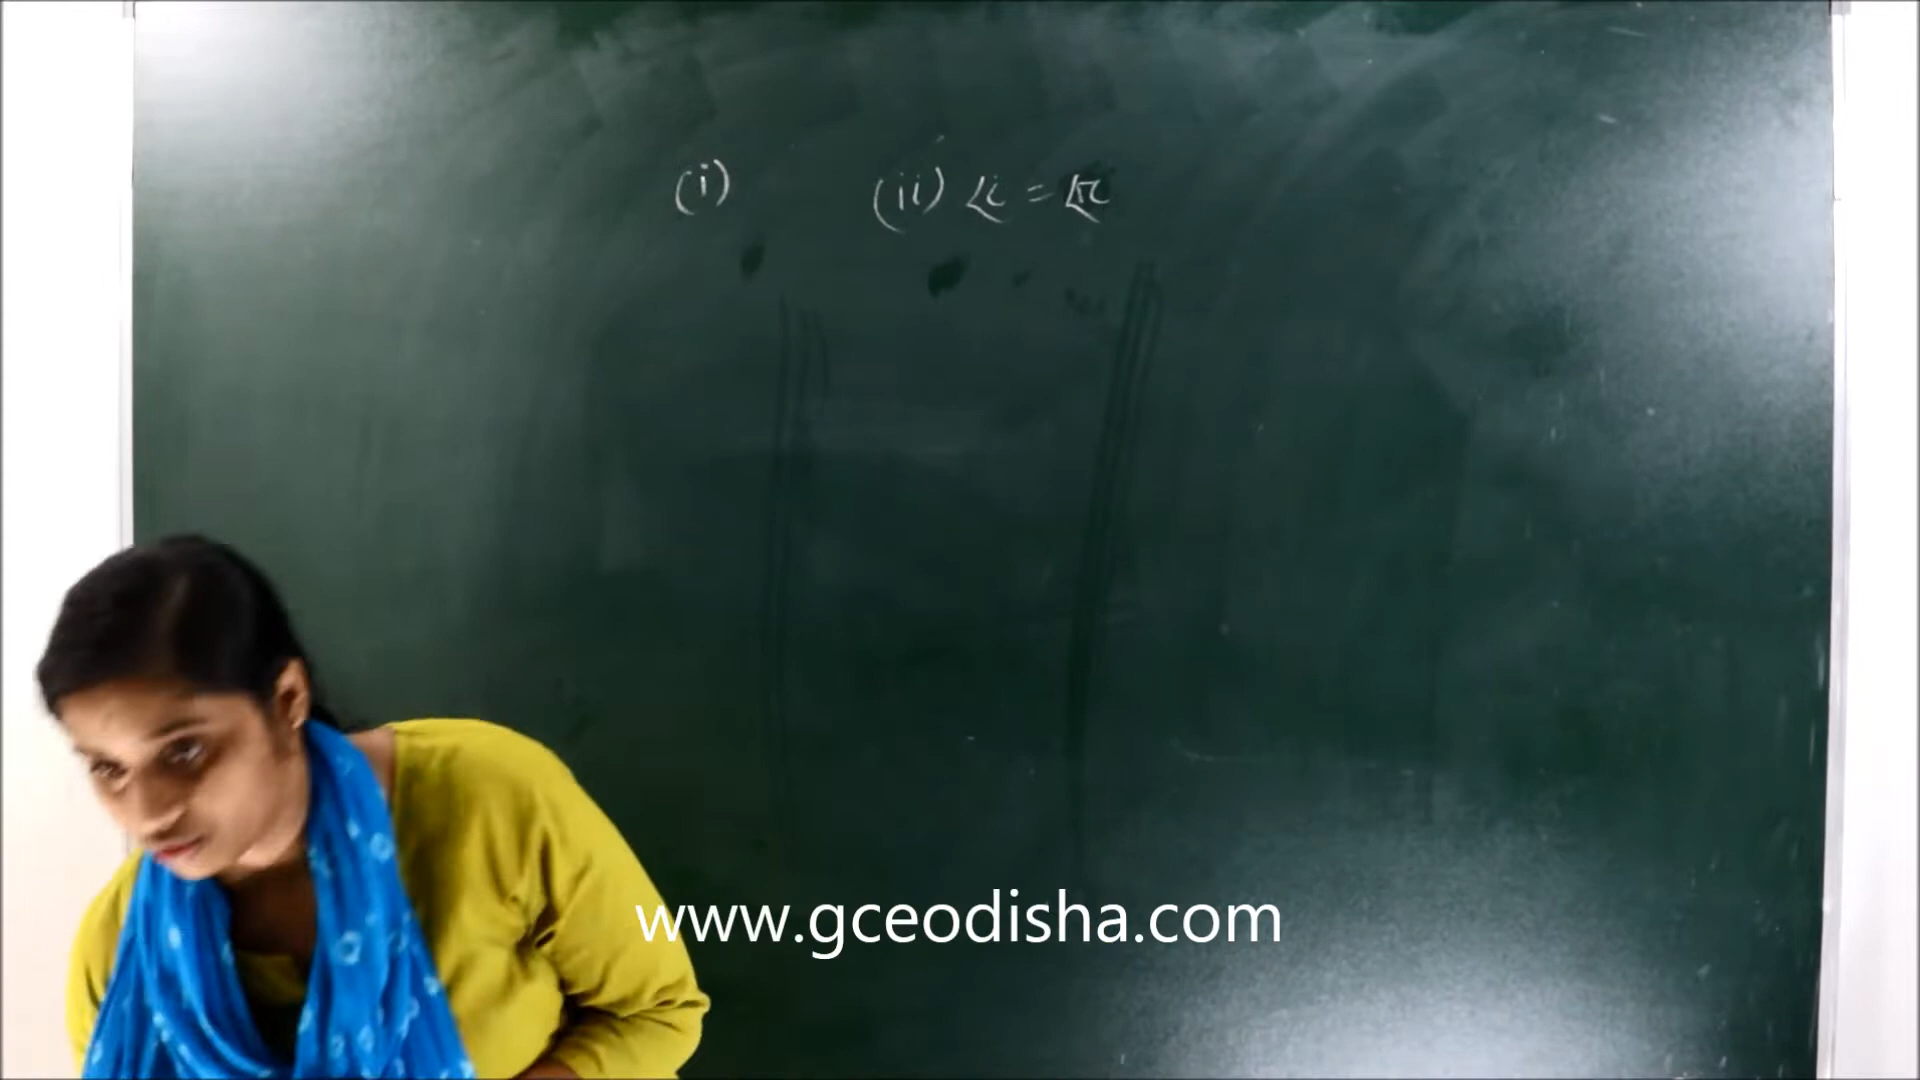 (i) (ii) ∠i = ∠r
www.gceodisha.com